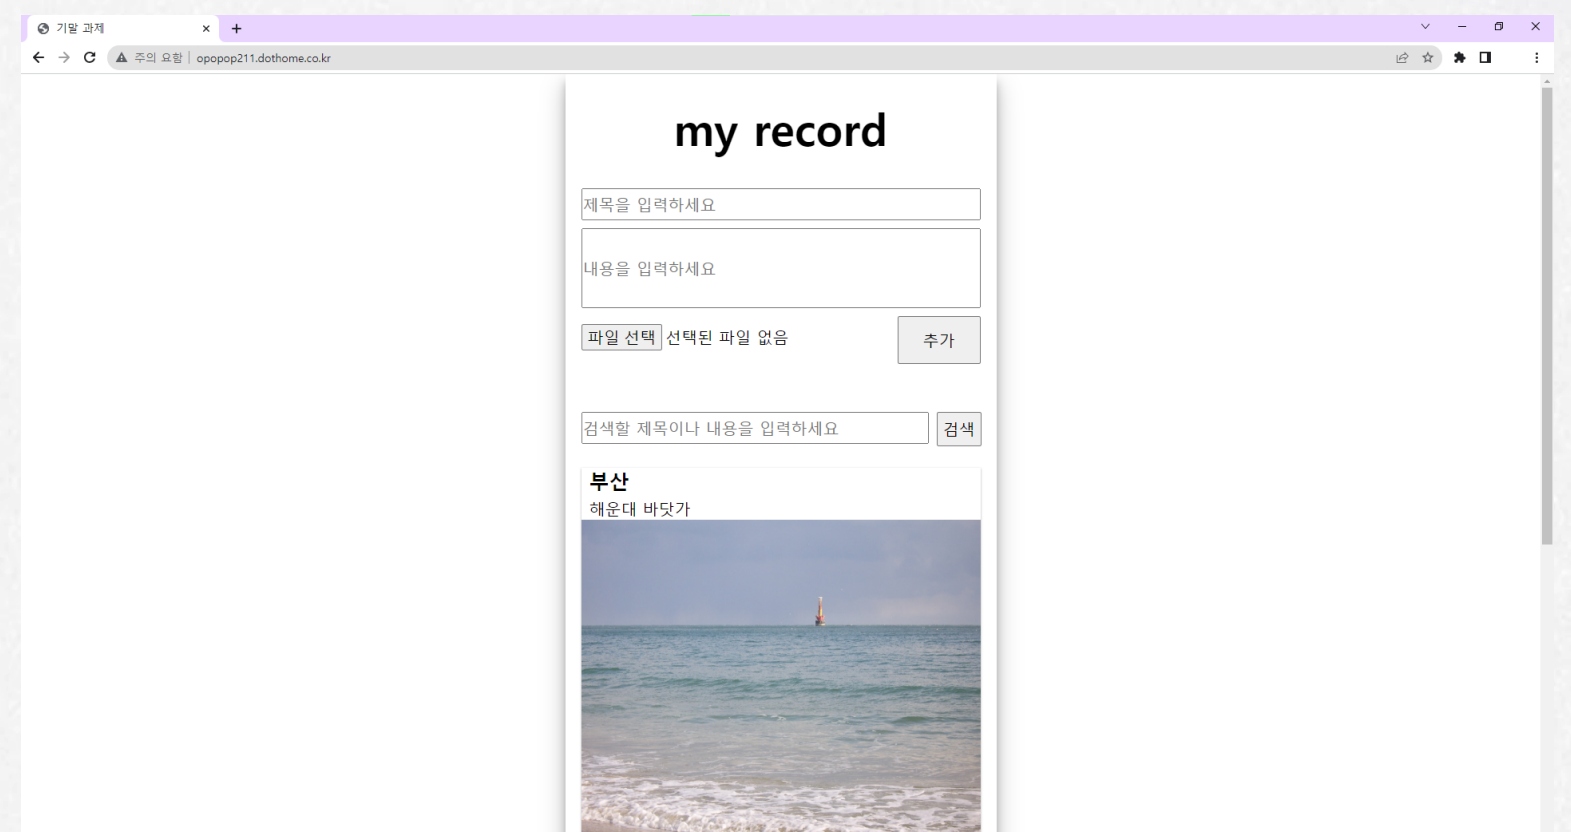 기말 과제
주의 요함 opopop211.dothome.co.kr
my record
제목을 입력하세요
내용을 입력하세요
파일 선택 선택된 파일 없음 추가
검색할 제목이나 내용을 입력하세요 검색
부산
해운대 바닷가